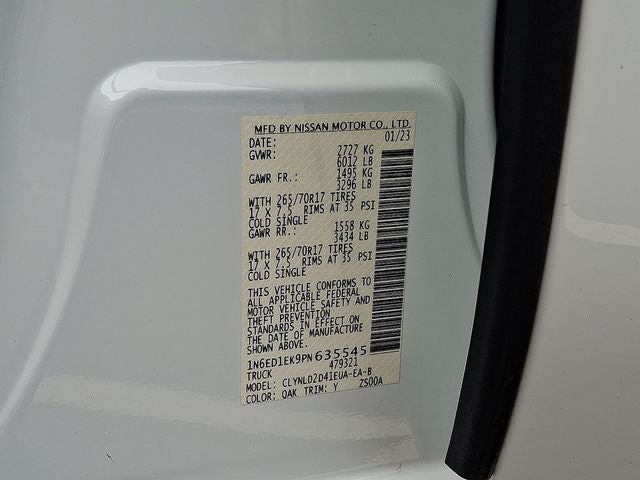 MFD BY NISSAN MOTOR CO., LTD.
DATE: 01/23
GVWR: 2727 KG
6012 LB
GAWR FR.: 1495 KG
3296 LB
WITH 265/70R17 TIRES
17 X 7.5 RIMS AT 35 PSI
COLD SINGLE
GAWR RR.: 1558 KG
3434 LB
WITH 265/70R17 TIRES
17 X 7.5 RIMS AT 35 PSI
COLD SINGLE
THIS VEHICLE CONFORMS TO
ALL APPLICABLE FEDERAL
MOTOR VEHICLE SAFETY AND
THEFT PREVENTION
STANDARDS IN EFFECT ON
THE DATE OF MANUFACTURE
SHOWN ABOVE.
1N6ED1EK9PN635545
TRUCK 479321
MODEL: CLYNLD2D41EUA-EA-B
COLOR: QAK TRIM: Y ZS00A